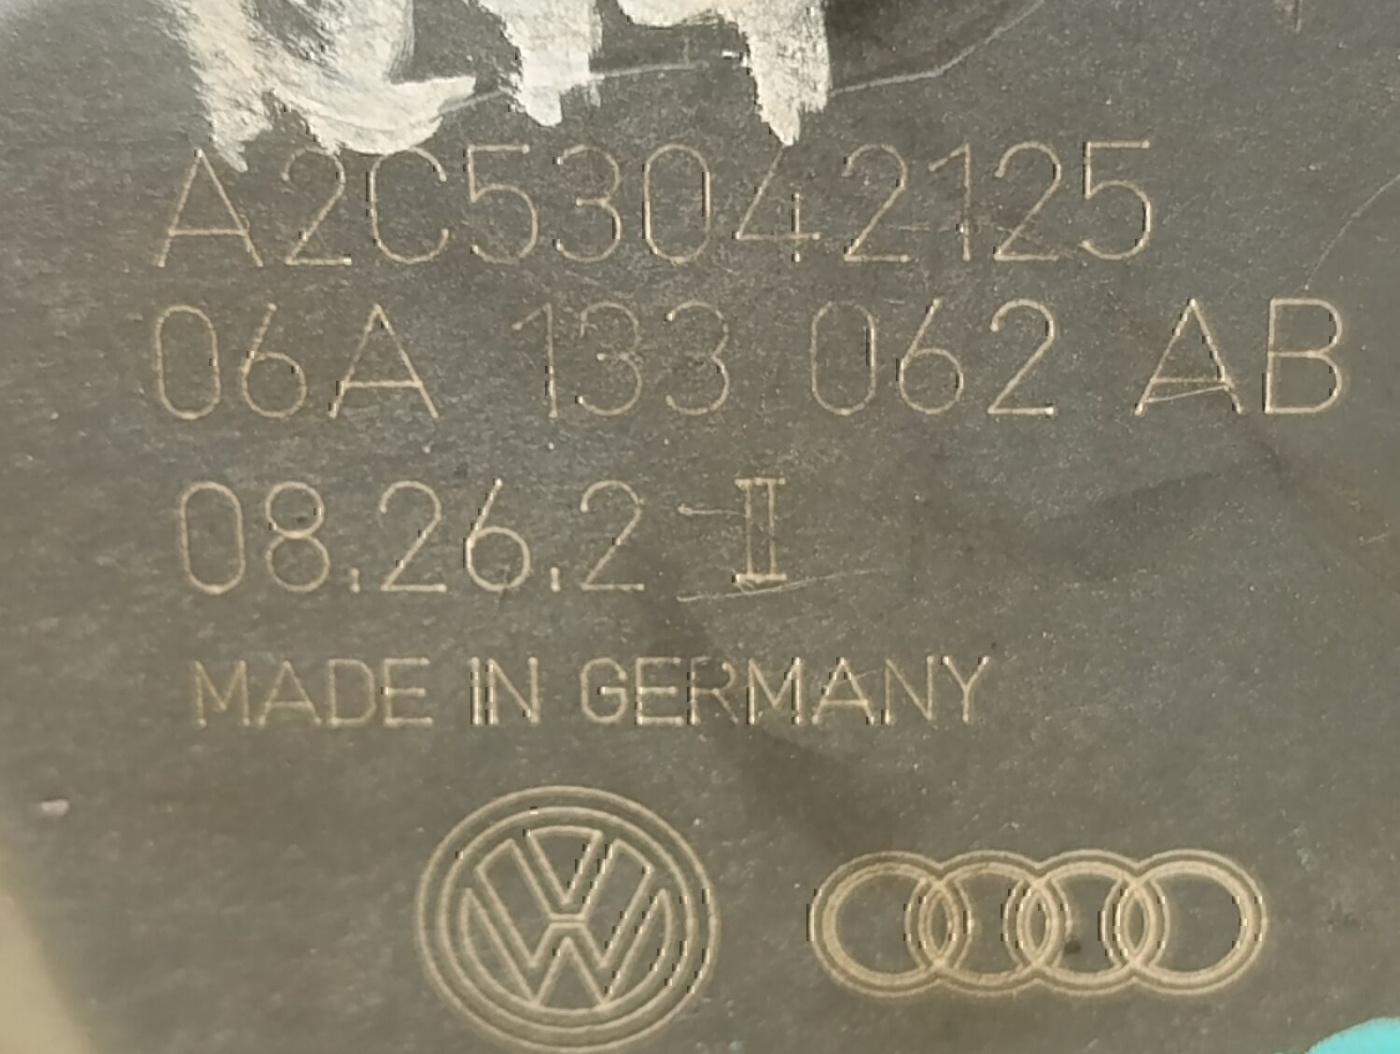 A2C53042125
06A 133 062 AB
08.26.2 II
MADE IN GERMANY